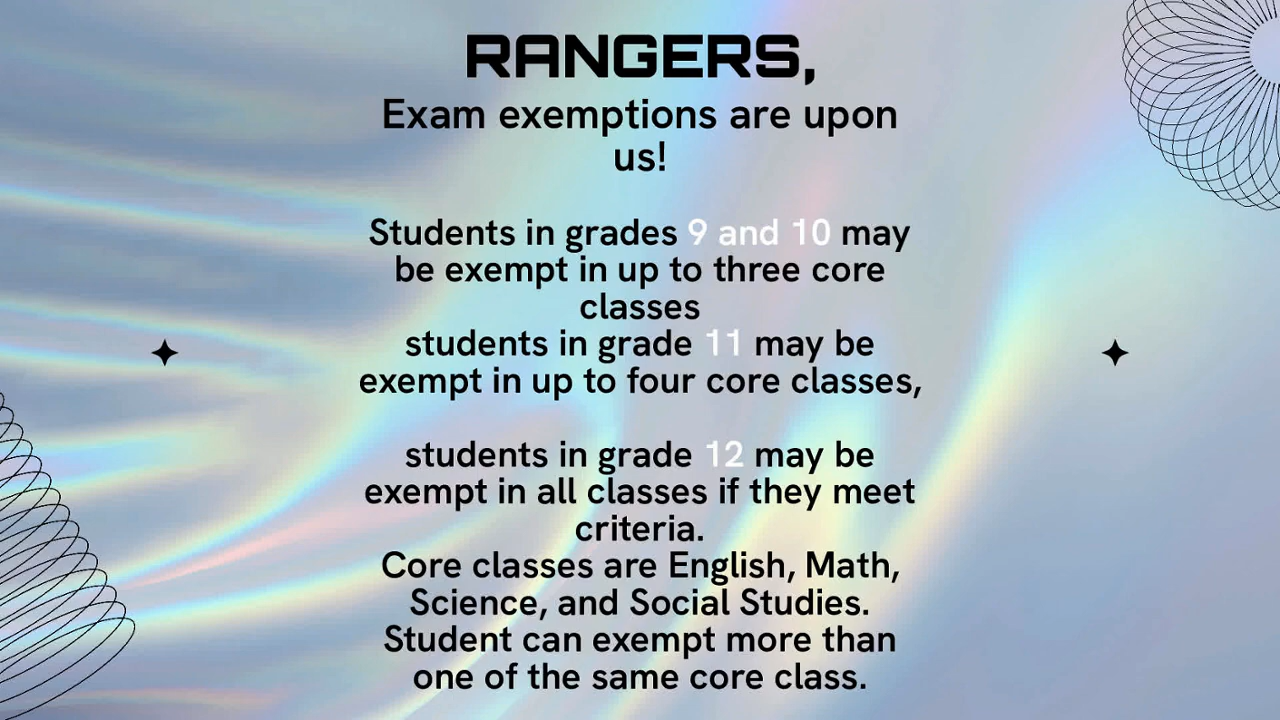 RANGERS,
Exam exemptions are upon
us!
Students in grades 9 and 10 may
be exempt in up to three core
classes
students in grade 11 may be
exempt in up to four core classes,
students in grade 12 may be
exempt in all classes if they meet
criteria.
Core classes are English, Math,
Science, and Social Studies.
Student can exempt more than
one of the same core class.